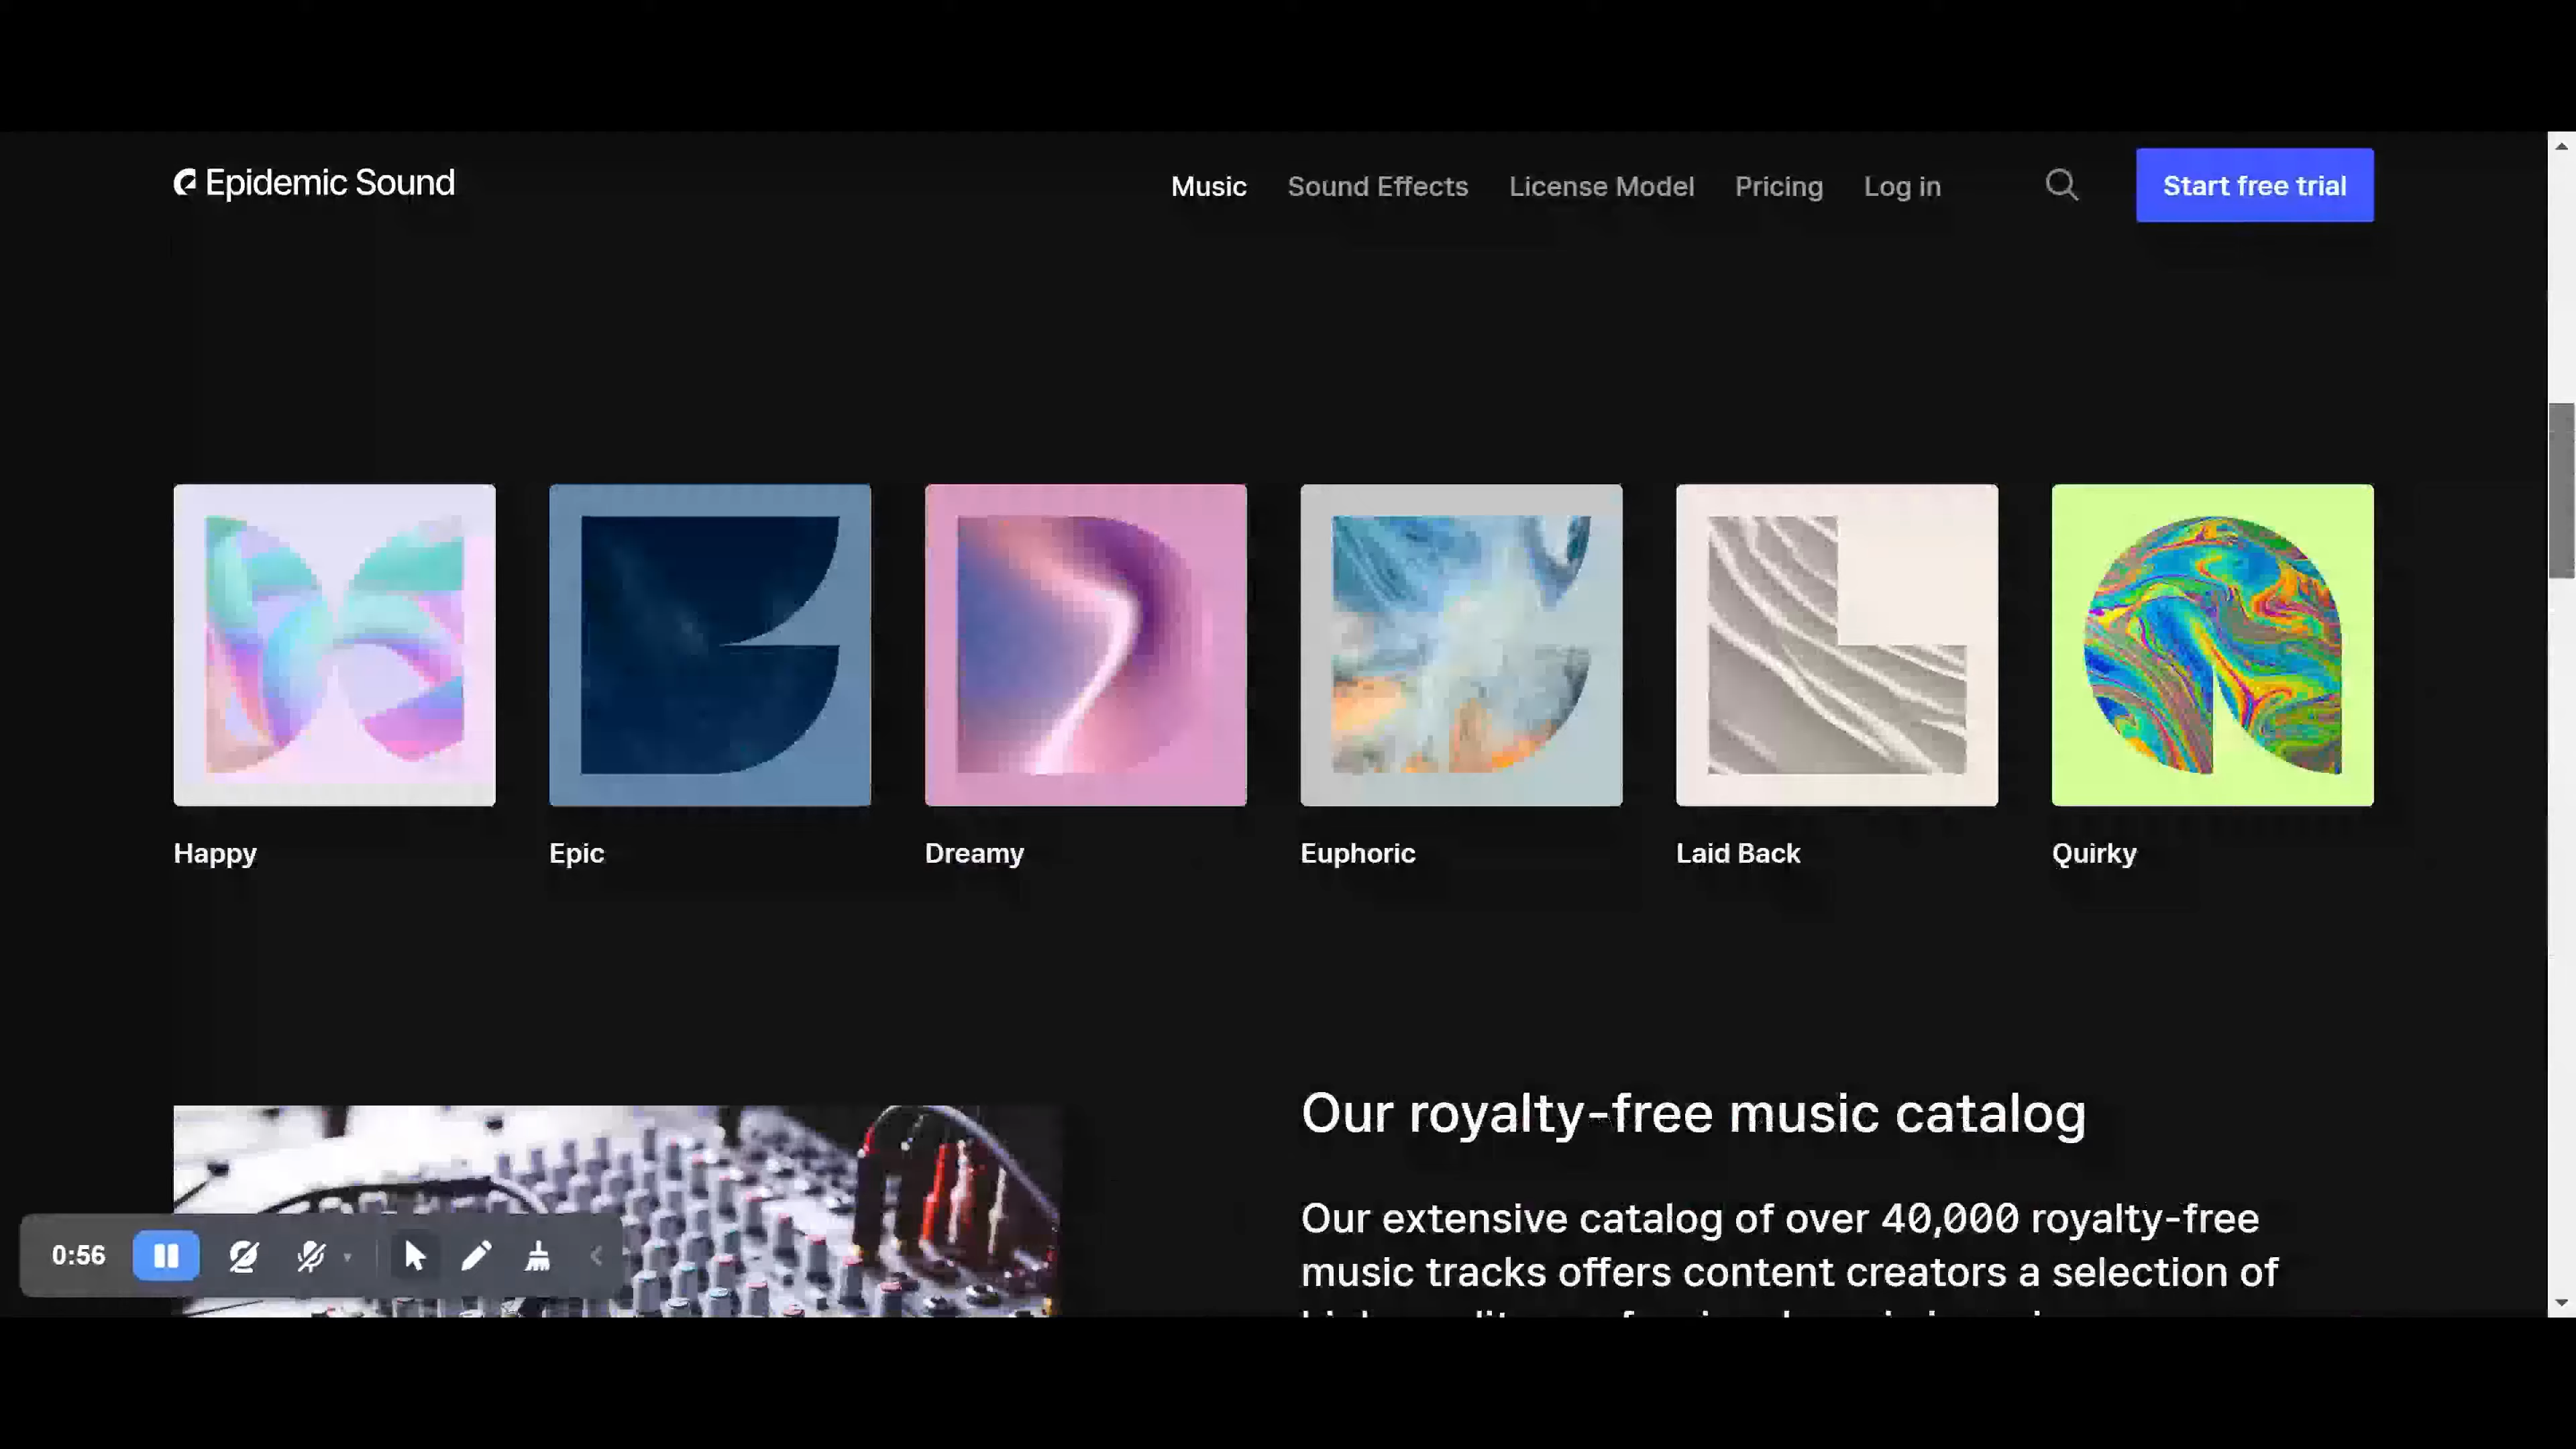 Epidemic Sound
Music Sound Effects License Model Pricing Log in Start free trial
Happy Epic Dreamy Euphoric Laid Back Quirky
Our royalty-free music catalog
Our extensive catalog of over 40,000 royalty-free
music tracks offers content creators a selection of
0:56